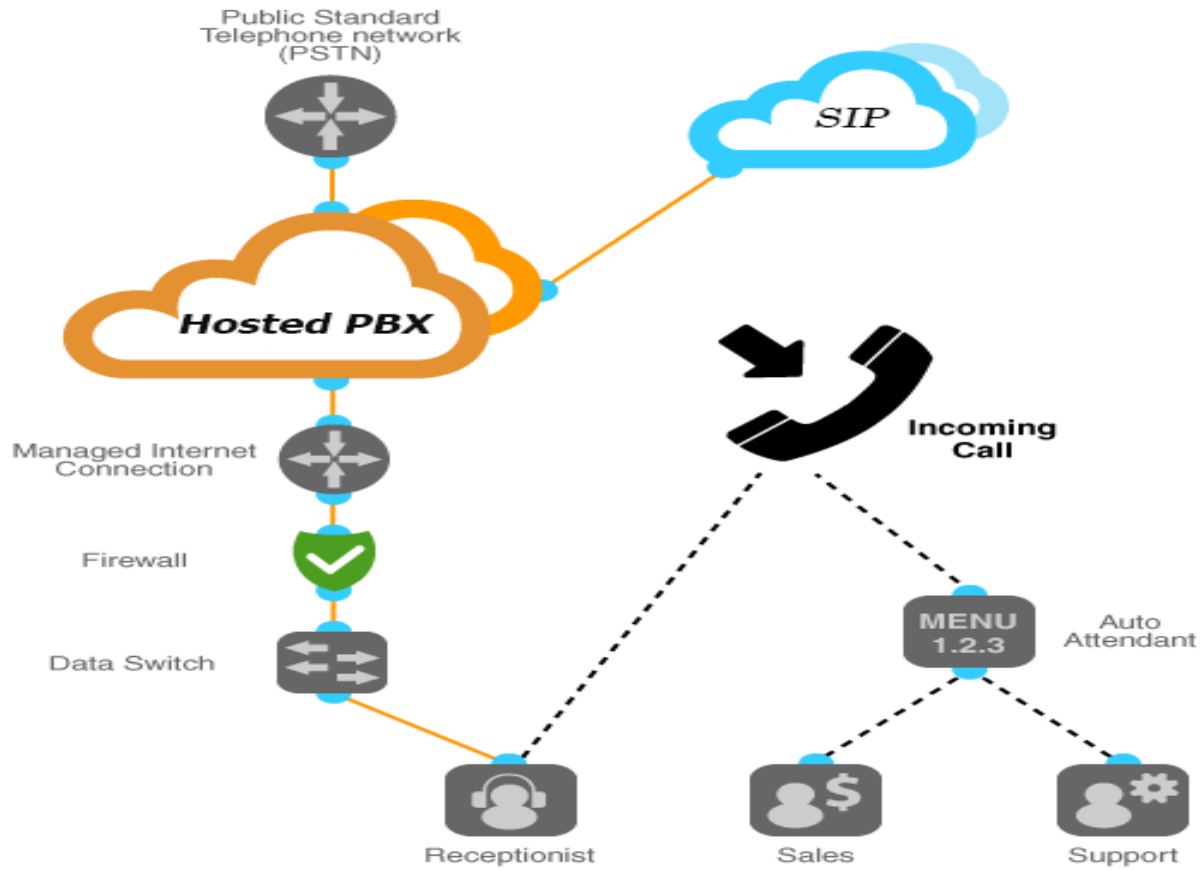 Public Standard
Telephone network
(PSTN)
SIP
Hosted PBX
Incoming
Call
Managed Internet
Connection
Firewall
MENU
1.2.3
Auto
Attendant
Data Switch
$
Receptionist
Sales
Support